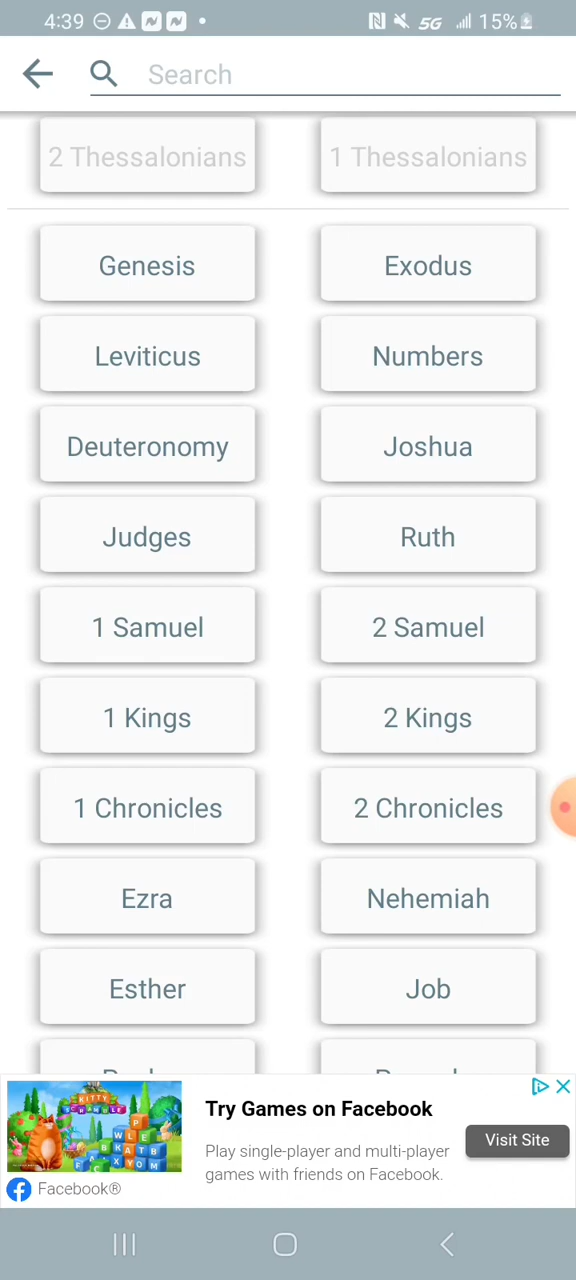 4:39
5G
15%
Search
2 Thessalonians
1 Thessalonians
Genesis
Exodus
Leviticus
Numbers
Deuteronomy
Joshua
Judges
Ruth
1 Samuel
2 Samuel
1 Kings
2 Kings
1 Chronicles
2 Chronicles
Ezra
Nehemiah
Esther
Job
KITTY
SCRAMBLE
Try Games on Facebook
Play single-player and multi-player
games with friends on Facebook.
Visit Site
Facebook®